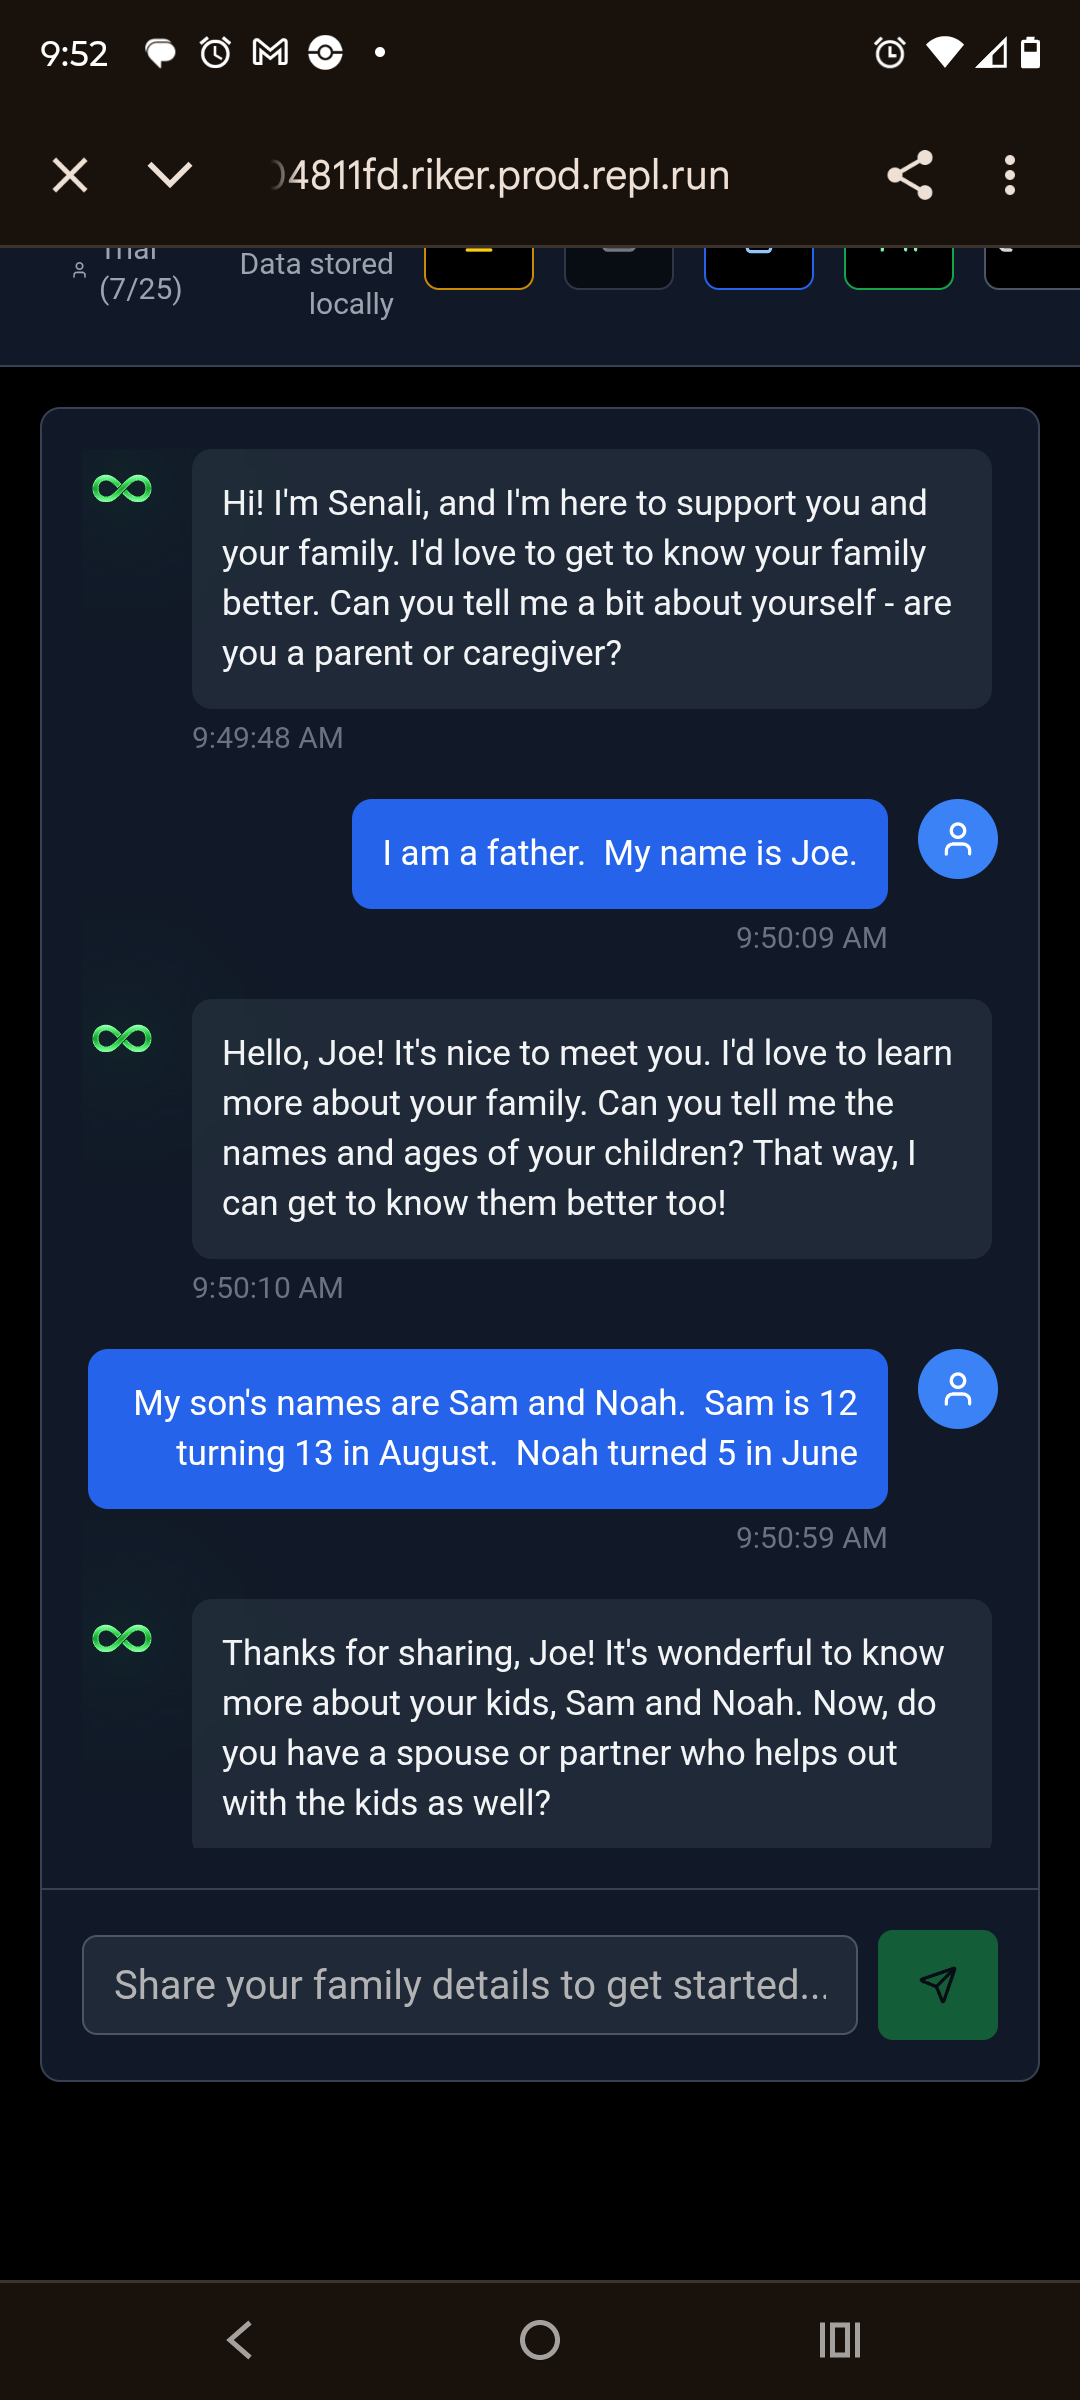 9:52
4811fd.riker.prod.repl.run
Trial
(7/25)
Data stored
locally
Hi! I'm Senali, and I'm here to support you and
your family. I'd love to get to know your family
better. Can you tell me a bit about yourself - are
you a parent or caregiver?
9:49:48 AM
I am a father.  My name is Joe.
9:50:09 AM
Hello, Joe! It's nice to meet you. I'd love to learn
more about your family. Can you tell me the
names and ages of your children? That way, I
can get to know them better too!
9:50:10 AM
My son's names are Sam and Noah.  Sam is 12
turning 13 in August.  Noah turned 5 in June
9:50:59 AM
Thanks for sharing, Joe! It's wonderful to know
more about your kids, Sam and Noah. Now, do
you have a spouse or partner who helps out
with the kids as well?
Share your family details to get started...